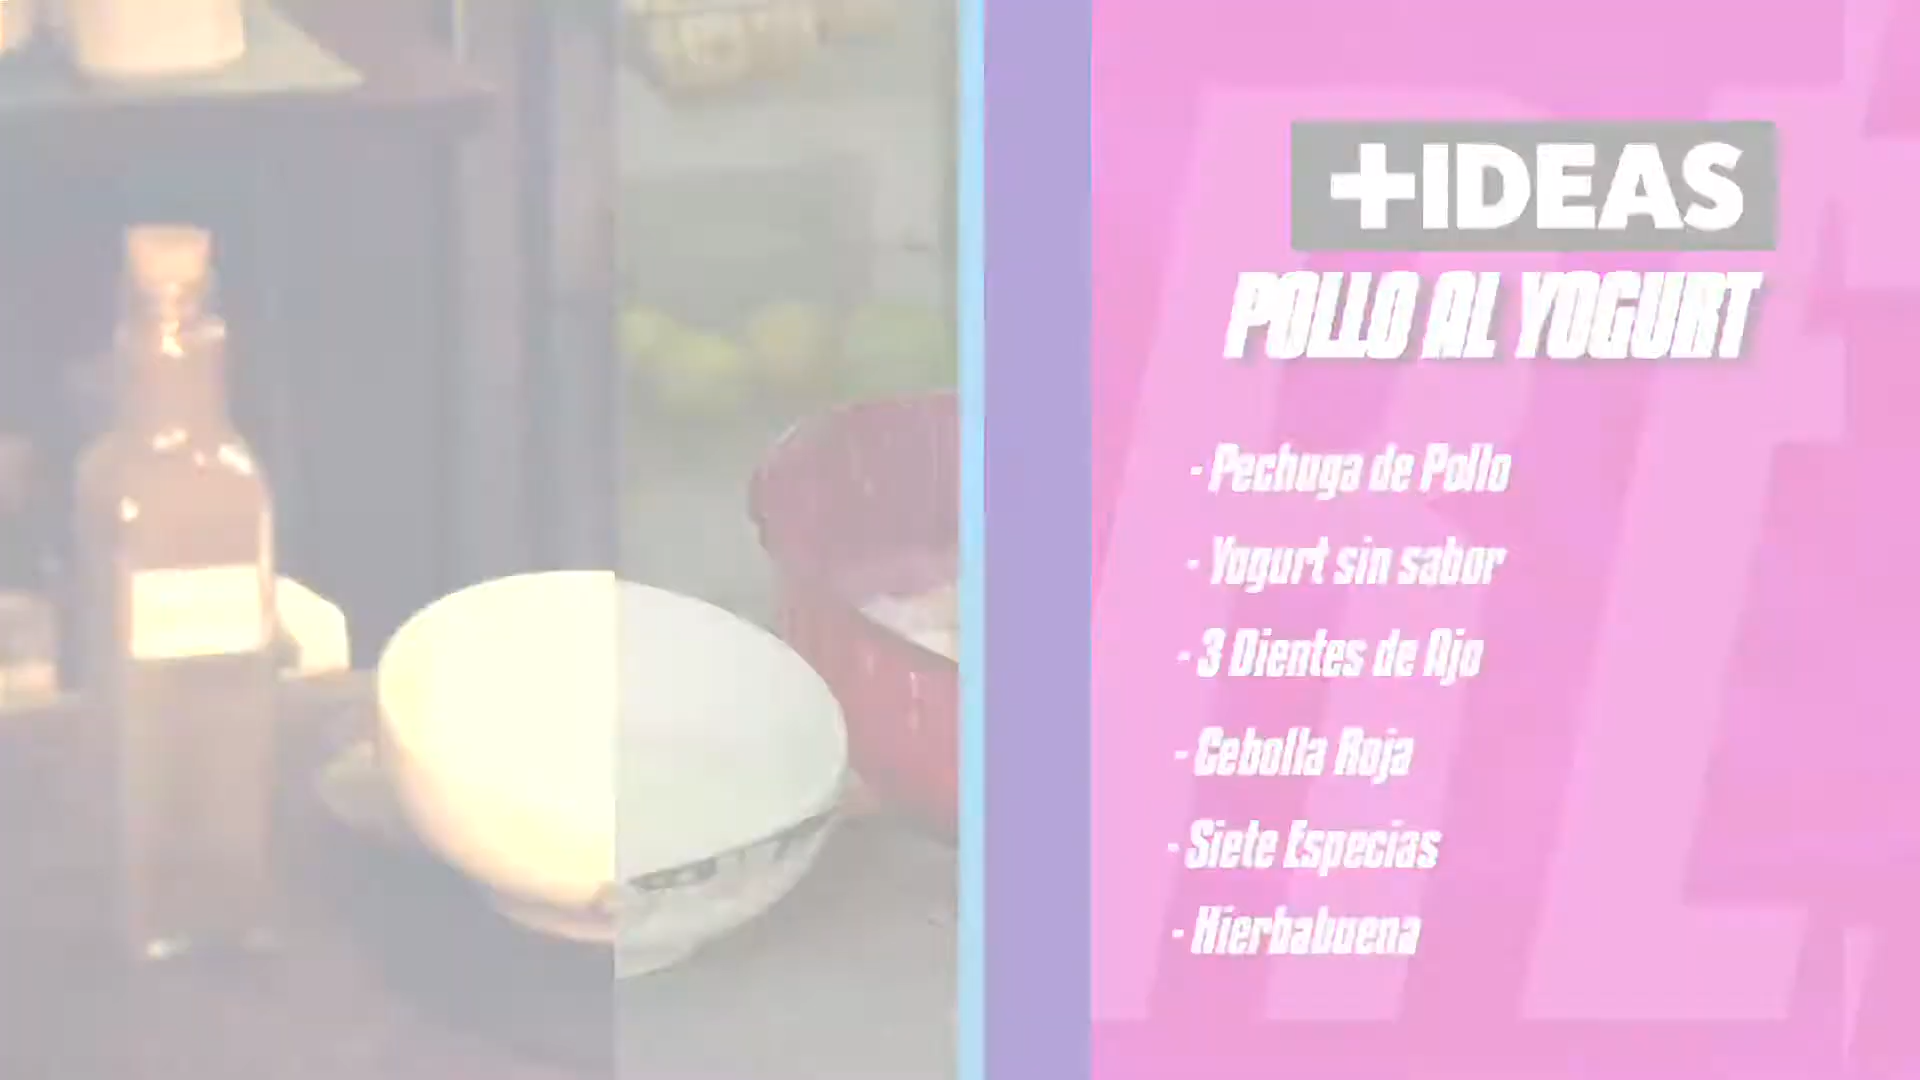 +IDEAS
POLLO AL YOGURT
- Pechuga de Pollo
- Yogurt sin sabor
- 3 Dientes de Ajo
- Cebolla Roja
- Siete Especias
- Hierbabuena